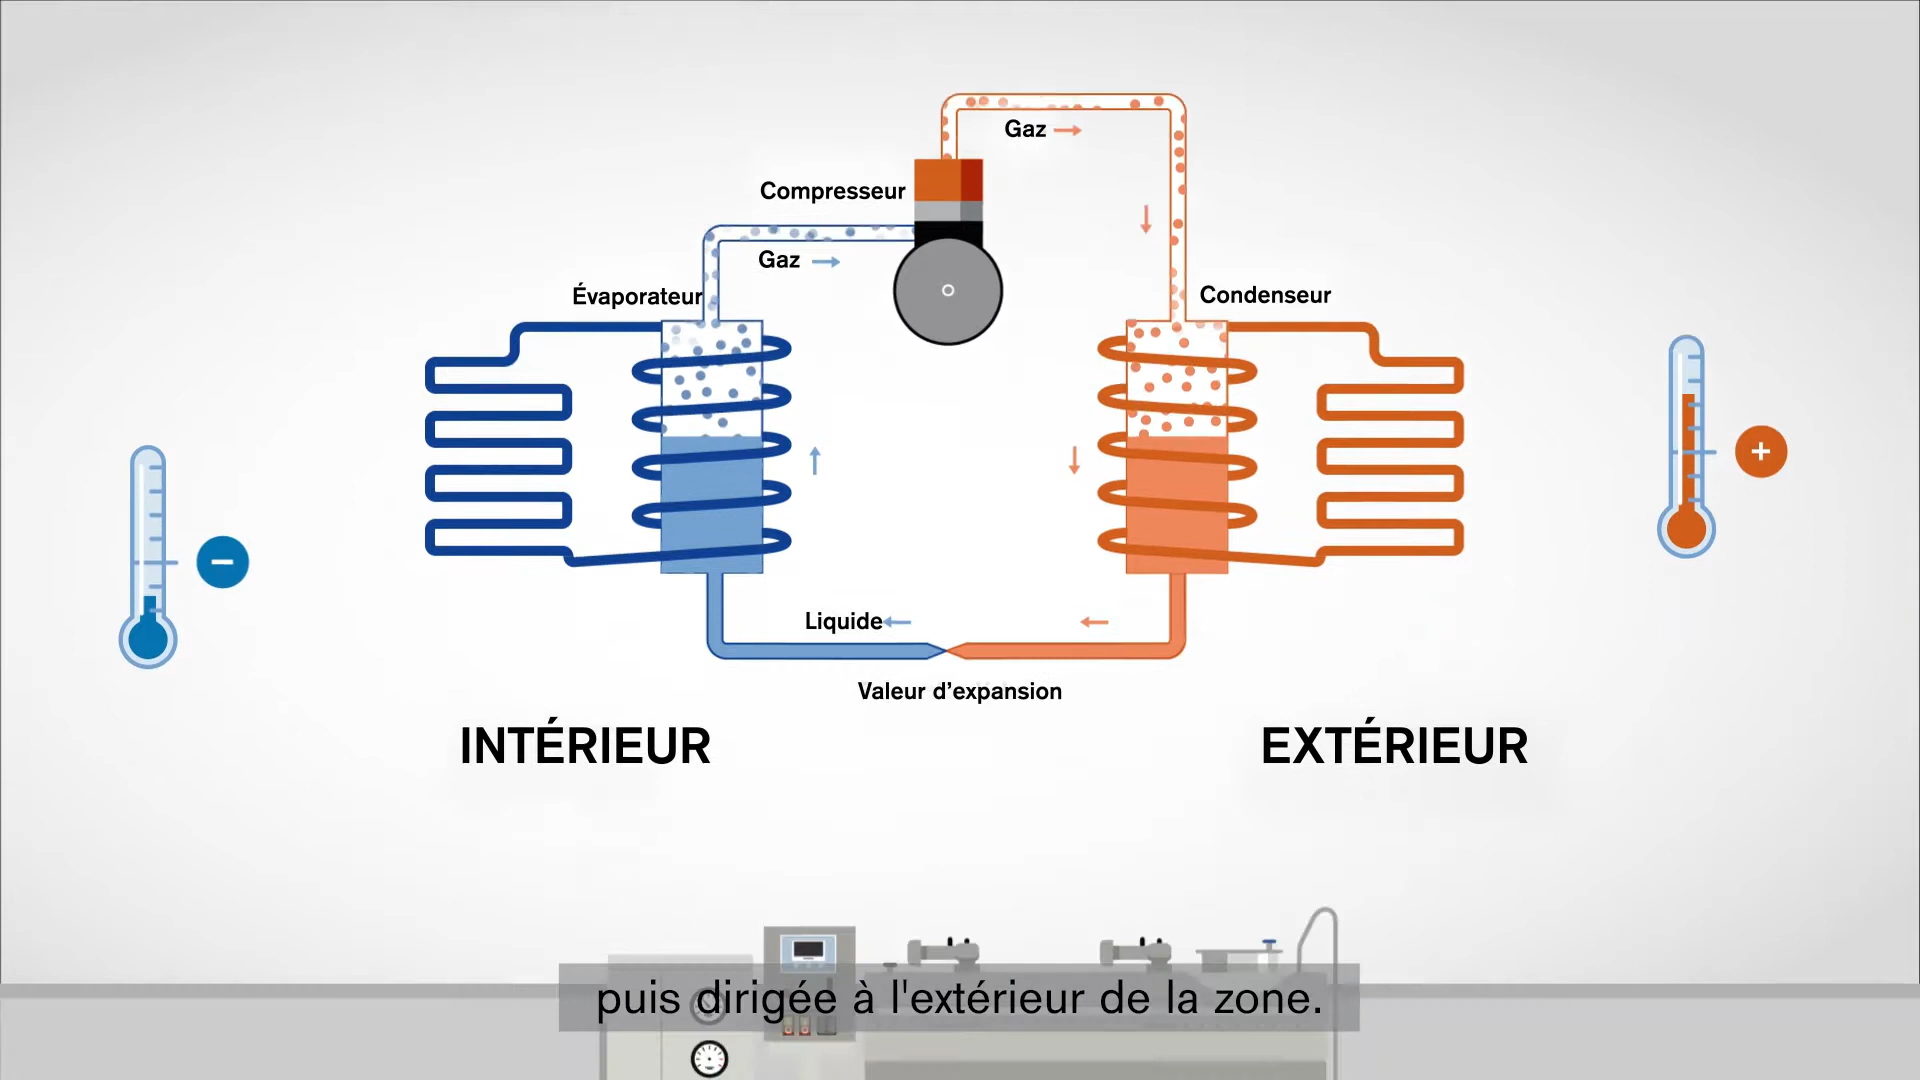 Gaz
Compresseur
Gaz
Évaporateur
Condenseur
Liquide
Valeur d’expansion
INTÉRIEUR
EXTÉRIEUR
puis dirigée à l'extérieur de la zone.